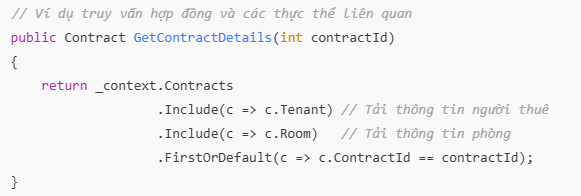 // Ví dụ truy vấn hợp đồng và các thực thể liên quan
public Contract GetContractDetails(int contractId)
{
    return _context.Contracts
                   .Include(c => c.Tenant) // Tải thông tin người thuê
                   .Include(c => c.Room)   // Tải thông tin phòng
                   .FirstOrDefault(c => c.ContractId == contractId);
}